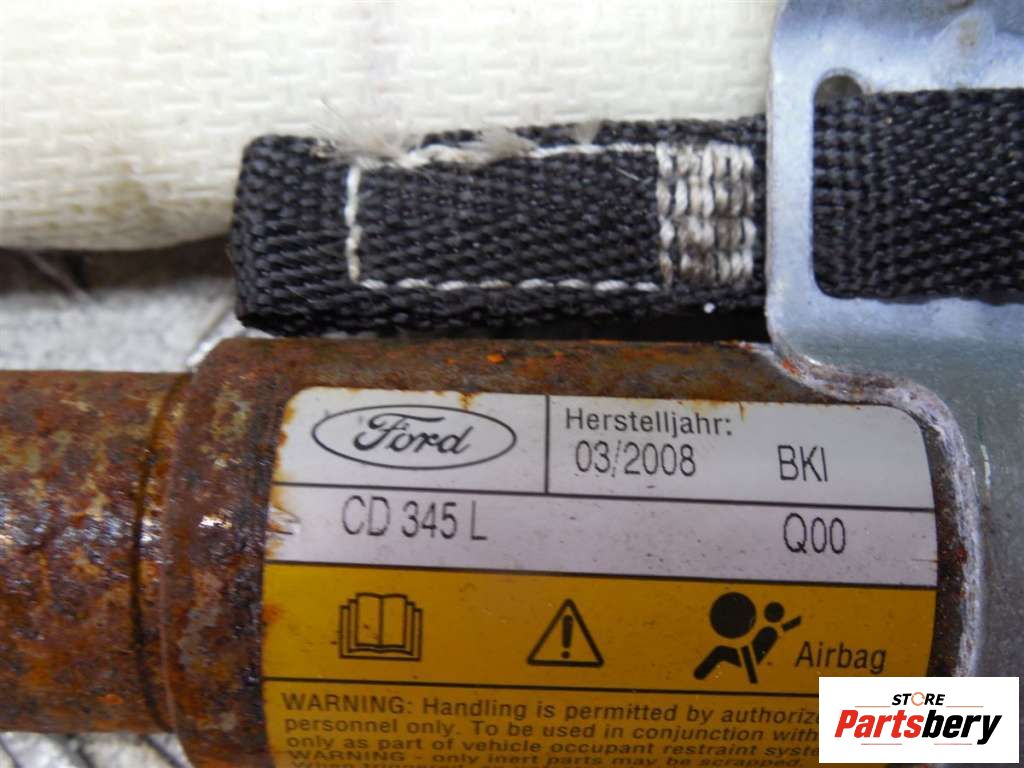 Ford
Herstelljahr:
03/2008 BKI
CD 345 L Q00
Airbag
WARNING: Handling is permitted by authorize
personnel only. To be used in conjunction with
only as part of vehicle occupant restraint syste
WARNING - only inert parts may be scrapped.
STORE
Partsbery